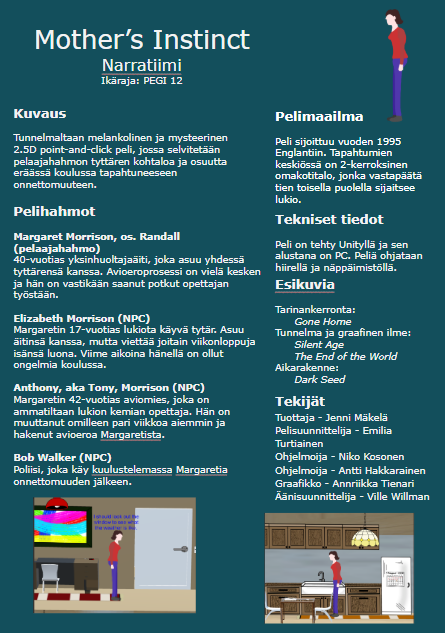 Mother's Instinct
Narratiimi
Ikäraja: PEGI 12
Kuvaus
Tunnelmaltaan melankolinen ja mysteerinen
2.5D point-and-click peli, jossa selvitetään
pelaajahahmon tyttären kohtaloa ja osuutta
eräässä koulussa tapahtuneeseen
onnettomuuteen.
Pelihahmot
Margaret Morrison, os. Randall
(pelaajahahmo)
40-vuotias yksinhuoltajaäiti, joka asuu yhdessä
tyttärensä kanssa. Avioeroprosessi on vielä kesken
ja hän on vastikään saanut potkut opettajan
työstään.
Elizabeth Morrison (NPC)
Margaretin 17-vuotias lukiota käyvä tytär. Asuu
äitinsä kanssa, mutta viettää joitain viikonloppuja
isänsä luona. Viime aikoina hänellä on ollut
ongelmia koulussa.
Anthony, aka Tony, Morrison (NPC)
Margaretin 42-vuotias aviomies, joka on
ammatiltaan lukion kemian opettaja. Hän on
muuttanut omilleen pari viikkoa aiemmin ja
hakenut avioeroa Margaretista.
Bob Walker (NPC)
Poliisi, joka käy kuulustelemassa Margaretia
onnettomuuden jälkeen.
Pelimaailma
Peli sijoittuu vuoden 1995
Englantiin. Tapahtumien
keskiössä on 2-kerroksinen
omakotitalo, jonka vastapäätä
tien toisella puolella sijaitsee
lukio.
Tekniset tiedot
Peli on tehty Unityllä ja sen
alustana on PC. Peliä ohjataan
hiirellä ja näppäimistöllä.
Esikuvia
Tarinankerronta:
Gone Home
Tunnelma ja graafinen ilme:
Silent Age
The End of the World
Aikarakenne:
Dark Seed
Tekijät
Tuottaja - Jenni Mäkelä
Pelisuunnittelija - Emilia
Turtiainen
Ohjelmoija - Niko Kosonen
Ohjelmoija - Antti Hakkarainen
Graafikko - Annriikka Tienari
Äänisuunnittelija - Ville Willman